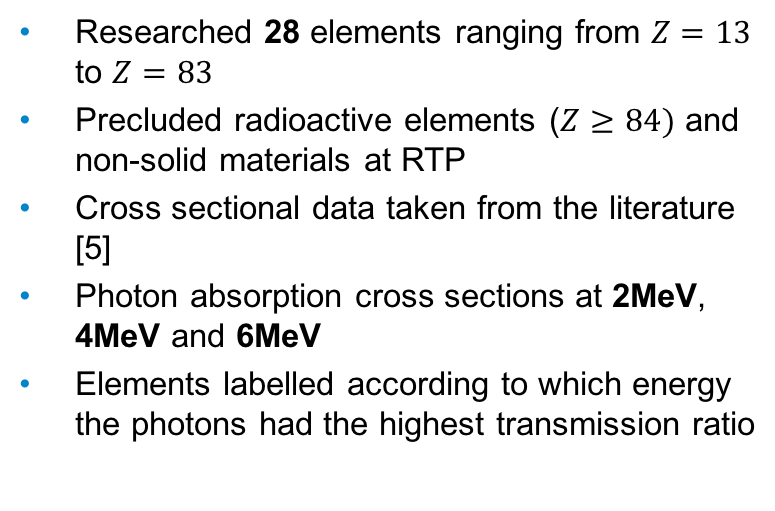 • Researched 28 elements ranging from Z = 13
to Z = 83
• Precluded radioactive elements (Z ≥ 84) and
non-solid materials at RTP
• Cross sectional data taken from the literature
[5]
• Photon absorption cross sections at 2MeV,
4MeV and 6MeV
• Elements labelled according to which energy
the photons had the highest transmission ratio